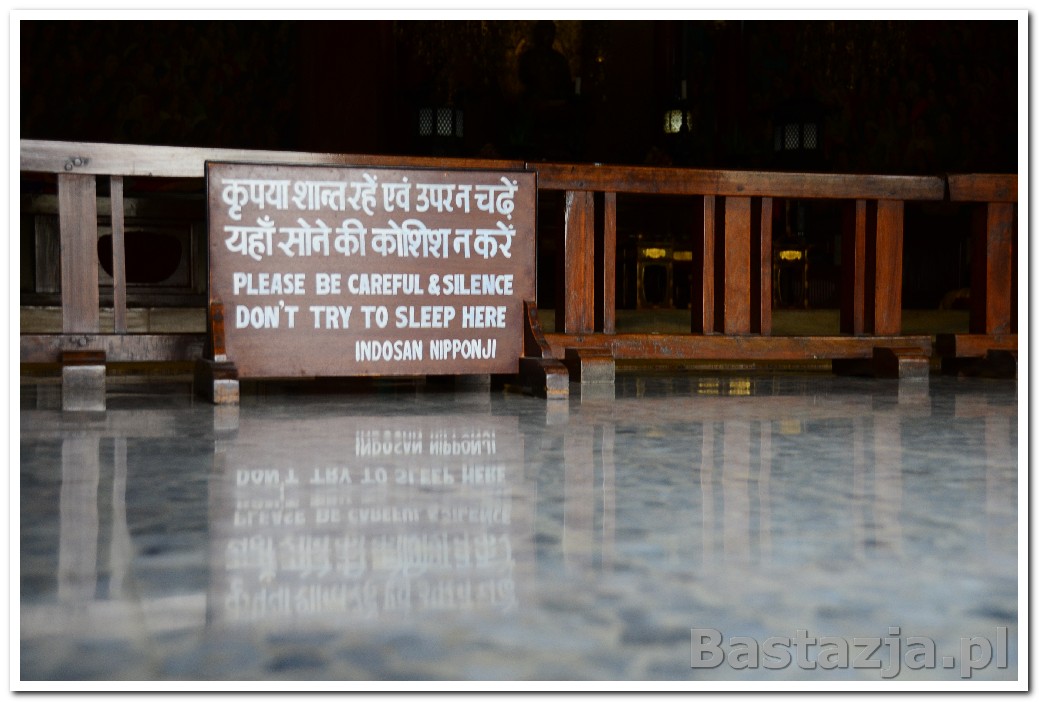 कृपया शान्त रहें एवं उपर न चढ़ें
यहाँ सोने की कोशिश न करें
PLEASE BE CAREFUL & SILENCE
DON'T TRY TO SLEEP HERE
INDOSAN NIPPONJI
Bastazja.pl